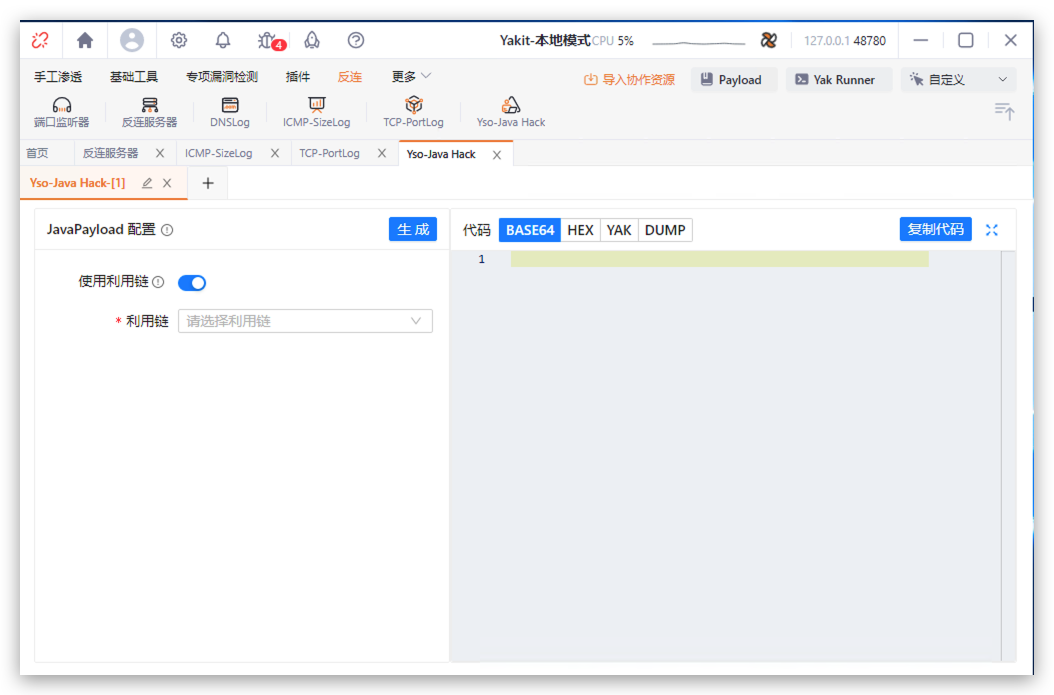 4 Yakit-本地模式 CPU 5% 127.0.0.1 48780
手工渗透 基础工具 专项漏洞检测 插件 反连 更多 导入协作资源 Payload Yak Runner 自定义
端口监听器 反连服务器 DNSLog ICMP-SizeLog TCP-PortLog Yso-Java Hack
首页 反连服务器 ICMP-SizeLog TCP-PortLog Yso-Java Hack
Yso-Java Hack-[1]
JavaPayload 配置 生成 代码 BASE64 HEX YAK DUMP 复制代码
1
使用利用链
* 利用链 请选择利用链